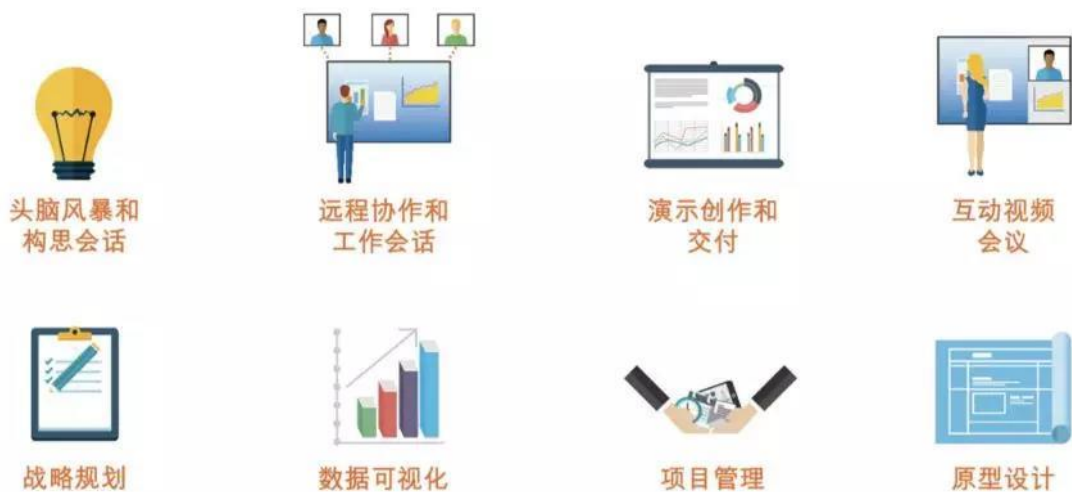 头脑风暴和
构思会话
远程协作和
工作会话
演示创作和
交付
互动视频
会议
战略规划
数据可视化
项目管理
原型设计